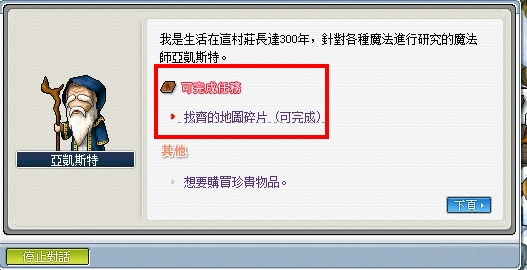 我是生活在這村莊長達300年，針對各種魔法進行研究的魔法
師亞凱斯特。
可完成任務
找齊的地圖碎片（可完成）
亞凱斯特
其他
想要購買珍貴物品。
下頁
停止對話